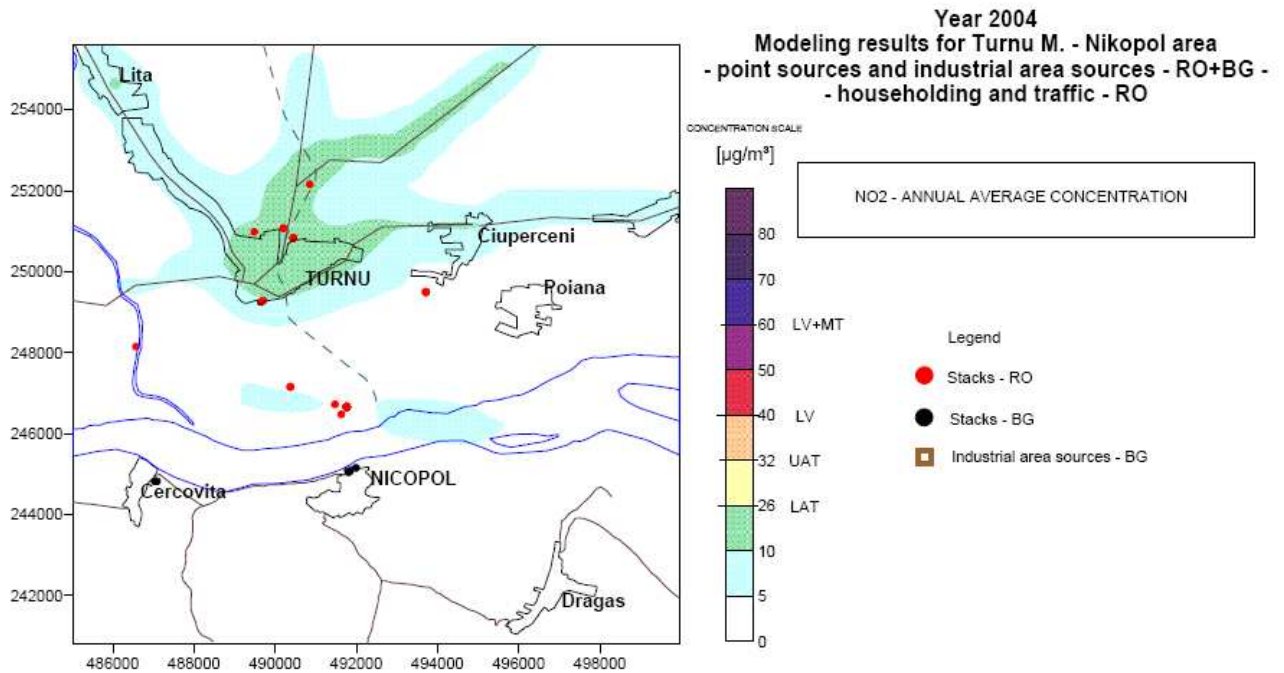 Year 2004
Modeling results for Turnu M. - Nikopol area
- point sources and industrial area sources - RO+BG -
- householding and traffic - RO
CONCENTRATION SCALE
[µg/m³]
NO2 - ANNUAL AVERAGE CONCENTRATION
80
70
60 LV+MT
50
40 LV
32 UAT
26 LAT
10
5
0
Legend
Stacks - RO
Stacks - BG
Industrial area sources - BG
Lita
Ciuperceni
TURNU
Poiana
Cercovita
NICOPOL
Dragas
254000
252000
250000
248000
246000
244000
242000
486000 488000 490000 492000 494000 496000 498000